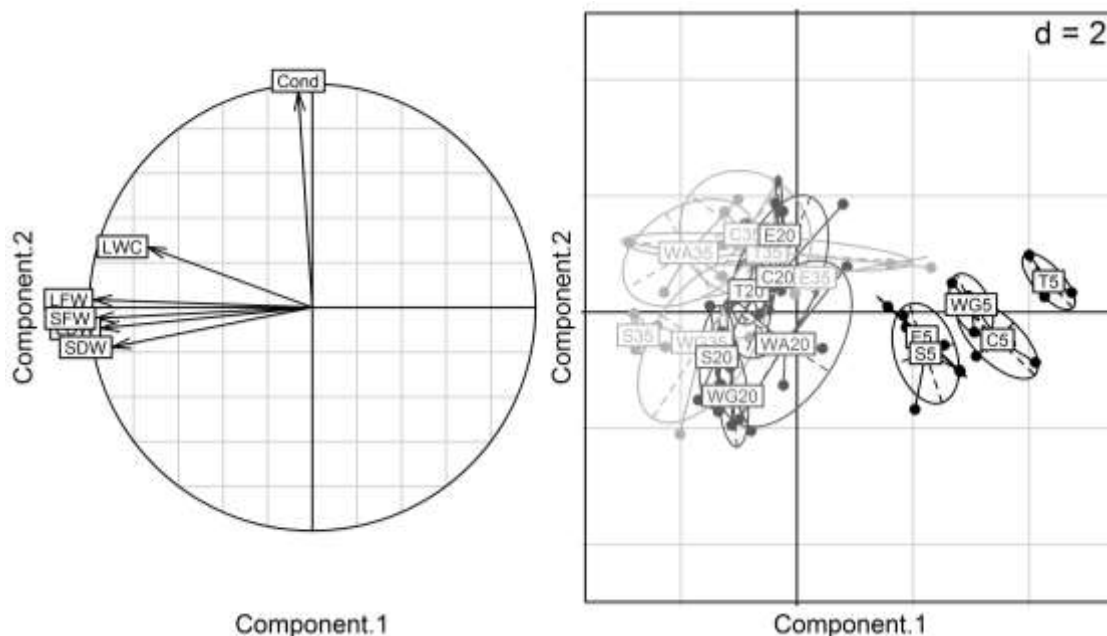 Cond
LWC
LFW
SFW
SDW
Component.2
Component.1
d = 2
C35
E20
WA35
T35
C20
E35
T20
S35
WG35
WA20
S20
WG20
T5
WG5
E5
C5
S5
Component.2
Component.1